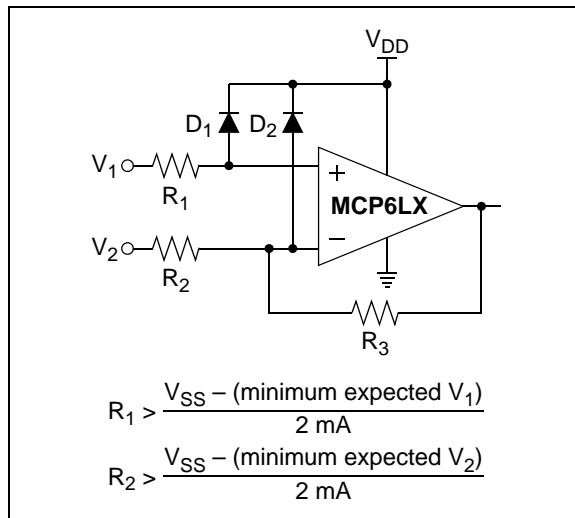 V_DD
D_1 D_2
V_1
R_1
+
MCP6LX
V_2
R_2
–
R_3
R_1 > V_SS – (minimum expected V_1)
2 mA
R_2 > V_SS – (minimum expected V_2)
2 mA